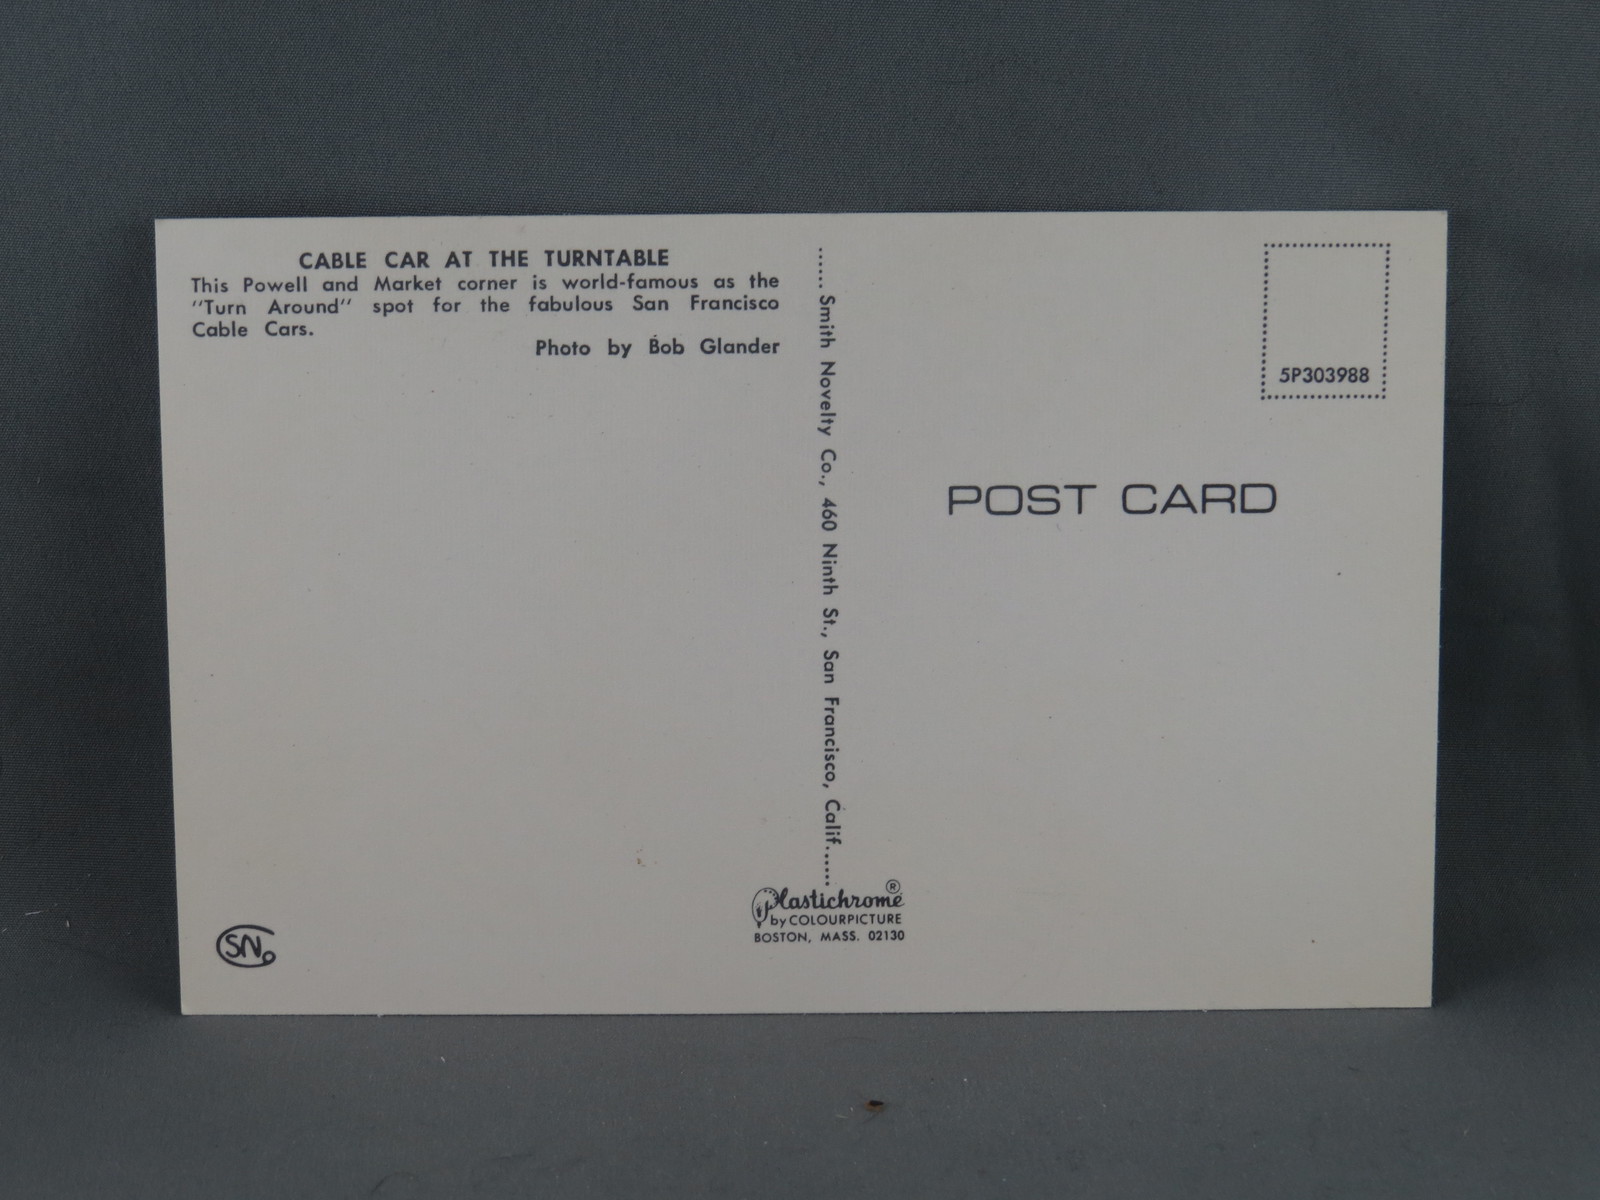 CABLE CAR AT THE TURNTABLE
This Powell and Market corner is world-famous as the
"Turn Around" spot for the fabulous San Francisco
Cable Cars.
Photo by Bob Glander
...... Smith Novelty Co., 460 Ninth St., San Francisco, Calif.......
Plastichrome®
by COLOURPICTURE
BOSTON, MASS. 02130
SN
5P303988
POST CARD